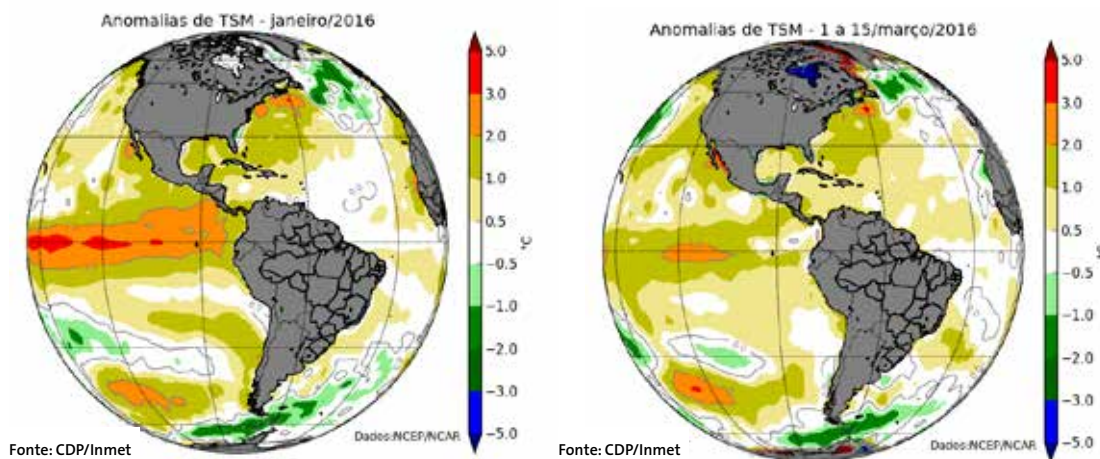 Anomalias de TSM - janeiro/2016
5.0
3.0
2.0
1.0
0.5
°C
−0.5
−1.0
−2.0
−3.0
−5.0
Dados:NCEP/NCAR
Fonte: CDP/Inmet
Anomalias de TSM - 1 a 15/março/2016
5.0
3.0
2.0
1.0
0.5
−0.5
−1.0
−2.0
−3.0
−5.0
Dados:NCEP/NCAR
Fonte: CDP/Inmet